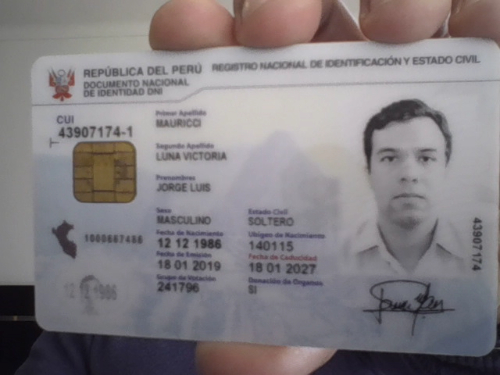 REPÚBLICA DEL PERÚ REGISTRO NACIONAL DE IDENTIFICACIÓN Y ESTADO CIVIL
DOCUMENTO NACIONAL
DE IDENTIDAD DNI
CUI
43907174-1
Primer Apellido
MAURICCI
Segundo Apellido
LUNA VICTORIA
Prenombres
JORGE LUIS
Sexo Estado Civil
MASCULINO SOLTERO
Fecha de Nacimiento Ubigeo de Nacimiento
12 12 1986 140115
Fecha de Emisión Fecha de Caducidad
18 01 2019 18 01 2027
Grupo de Votación Donación de Órganos
241796 SI
12 12 1986
43907174